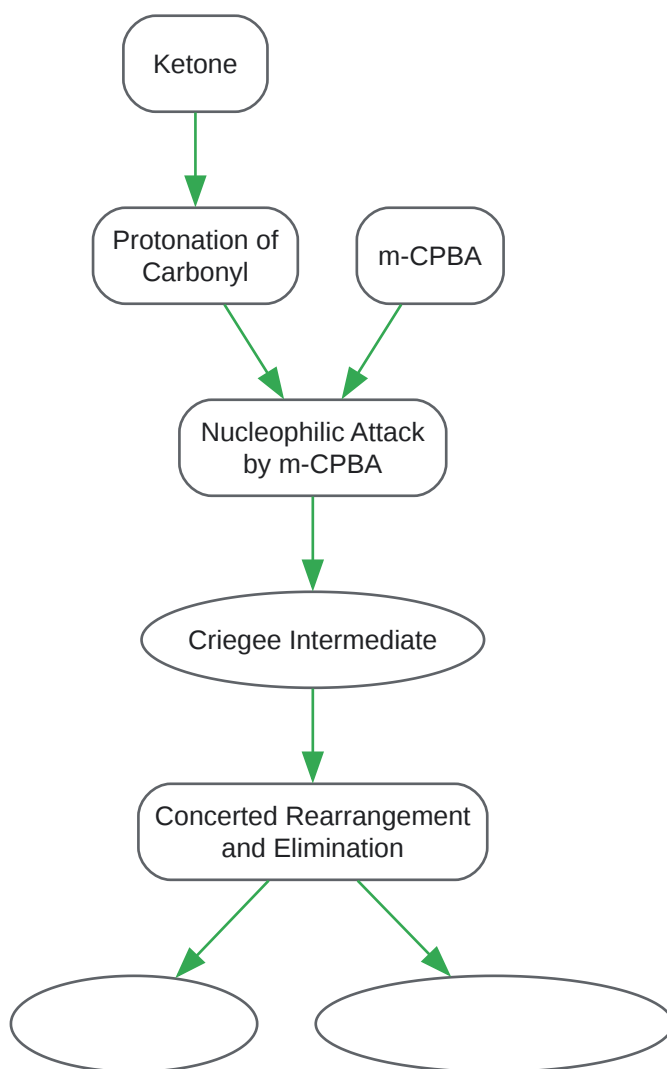 Ketone
Protonation of
Carbonyl
m-CPBA
Nucleophilic Attack
by m-CPBA
Criegee Intermediate
Concerted Rearrangement
and Elimination